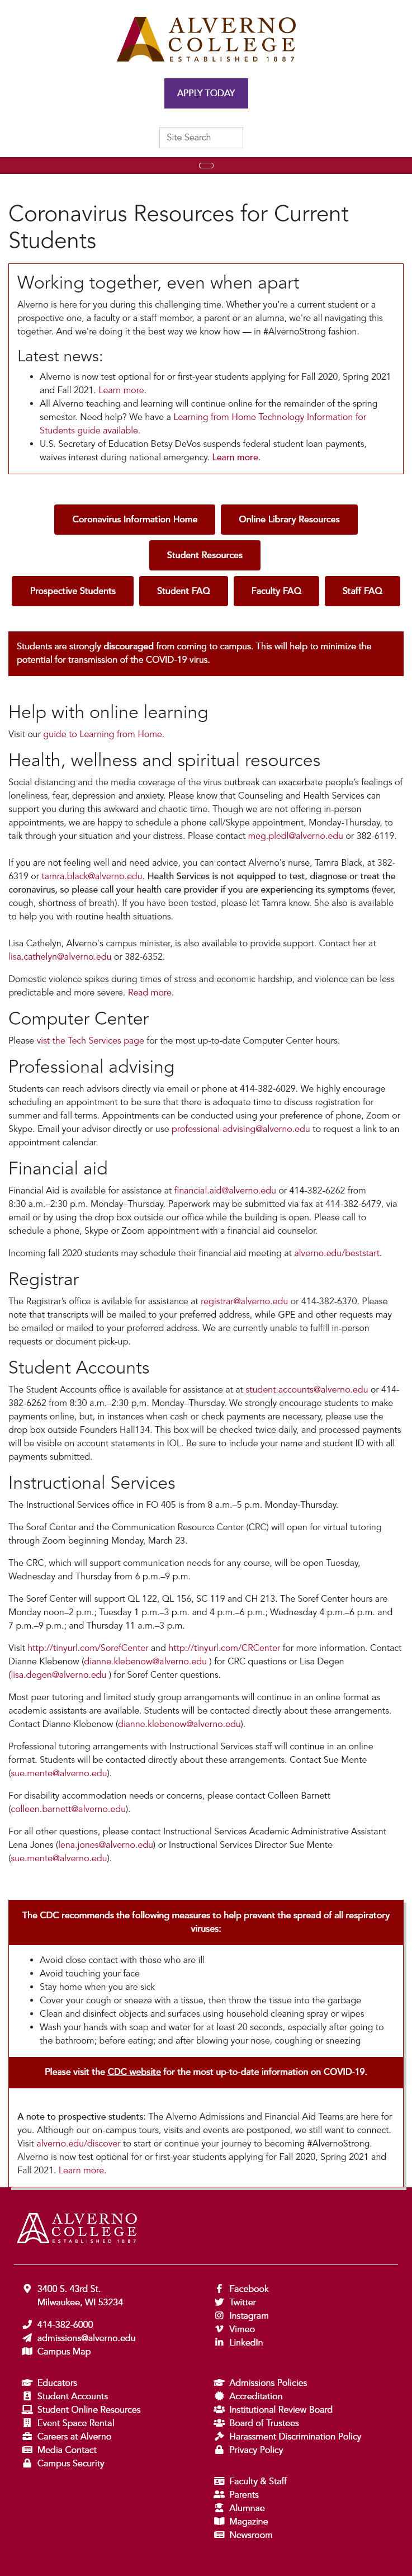 ALVERNO
COLLEGE
ESTABLISHED 1887
APPLY TODAY
Site Search
Coronavirus Resources for Current
Students
Working together, even when apart
Alverno is here for you during this challenging time. Whether you're a current student or a
prospective one, a faculty or a staff member, a parent or an alumna, we're all navigating this
together. And we're doing it the best way we know how — in #AlvernoStrong fashion.
Latest news:
• Alverno is now test optional for or first-year students applying for Fall 2020, Spring 2021
and Fall 2021. Learn more.
• All Alverno teaching and learning will continue online for the remainder of the spring
semester. Need help? We have a Learning from Home Technology Information for
Students guide available.
• U.S. Secretary of Education Betsy DeVos suspends federal student loan payments,
waives interest during national emergency. Learn more.
Coronavirus Information Home
Online Library Resources
Student Resources
Prospective Students
Student FAQ
Faculty FAQ
Staff FAQ
Students are strongly discouraged from coming to campus. This will help to minimize the
potential for transmission of the COVID-19 virus.
Help with online learning
Visit our guide to Learning from Home.
Health, wellness and spiritual resources
Social distancing and the media coverage of the virus outbreak can exacerbate people's feelings of
loneliness, fear, depression and anxiety. Please know that Counseling and Health Services can
support you during this awkward and chaotic time. Though we are not offering in-person
appointments, we are happy to schedule a phone call/Skype appointment, Monday-Thursday, to
talk through your situation and your distress. Please contact meg.pledl@alverno.edu or 382-6119.
If you are not feeling well and need advice, you can contact Alverno's nurse, Tamra Black, at 382-
6319 or tamra.black@alverno.edu. Health Services is not equipped to test, diagnose or treat the
coronavirus, so please call your health care provider if you are experiencing its symptoms (fever,
cough, shortness of breath). If you have been tested, please let Tamra know. She also is available
to help you with routine health situations.
Lisa Cathelyn, Alverno's campus minister, is also available to provide support. Contact her at
lisa.cathelyn@alverno.edu or 382-6352.
Domestic violence spikes during times of stress and economic hardship, and violence can be less
predictable and more severe. Read more.
Computer Center
Please vist the Tech Services page for the most up-to-date Computer Center hours.
Professional advising
Students can reach advisors directly via email or phone at 414-382-6029. We highly encourage
scheduling an appointment to be sure that there is adequate time to discuss registration for
summer and fall terms. Appointments can be conducted using your preference of phone, Zoom or
Skype. Email your advisor directly or use professional-advising@alverno.edu to request a link to an
appointment calendar.
Financial aid
Financial Aid is available for assistance at financial.aid@alverno.edu or 414-382-6262 from
8:30 a.m.–2:30 p.m. Monday–Thursday. Paperwork may be submitted via fax at 414-382-6479, via
email or by using the drop box outside our office while the building is open. Please call to
schedule a phone, Skype or Zoom appointment with a financial aid counselor.
Incoming fall 2020 students may schedule their financial aid meeting at alverno.edu/beststart.
Registrar
The Registrar's office is avilable for assistance at registrar@alverno.edu or 414-382-6370. Please
note that transcripts will be mailed to your preferred address, while GPE and other requests may
be emailed or mailed to your preferred address. We are currently unable to fulfill in-person
requests or document pick-up.
Student Accounts
The Student Accounts office is available for assistance at at student.accounts@alverno.edu or 414-
382-6262 from 8:30 a.m.–2:30 p,m. Monday–Thursday. We strongly encourage students to make
payments online, but, in instances when cash or check payments are necessary, please use the
drop box outside Founders Hall134. This box will be checked twice daily, and processed payments
will be visible on account statements in IOL. Be sure to include your name and student ID with all
payments submitted.
Instructional Services
The Instructional Services office in FO 405 is from 8 a.m.–5 p.m. Monday-Thursday.
The Soref Center and the Communication Resource Center (CRC) will open for virtual tutoring
through Zoom beginning Monday, March 23.
The CRC, which will support communication needs for any course, will be open Tuesday,
Wednesday and Thursday from 6 p.m.–9 p.m.
The Soref Center will support QL 122, QL 156, SC 119 and CH 213. The Soref Center hours are
Monday noon–2 p.m.; Tuesday 1 p.m.–3 p.m. and 4 p.m.–6 p.m.; Wednesday 4 p.m.–6 p.m. and
7 p.m.–9 p.m.; and Thursday 11 a.m.–3 p.m.
Visit http://tinyurl.com/SorefCenter and http://tinyurl.com/CRCenter for more information. Contact
Dianne Klebenow (dianne.klebenow@alverno.edu ) for CRC questions or Lisa Degen
(lisa.degen@alverno.edu ) for Soref Center questions.
Most peer tutoring and limited study group arrangements will continue in an online format as
academic assistants are available. Students will be contacted directly about these arrangements.
Contact Dianne Klebenow (dianne.klebenow@alverno.edu).
Professional tutoring arrangements with Instructional Services staff will continue in an online
format. Students will be contacted directly about these arrangements. Contact Sue Mente
(sue.mente@alverno.edu).
For disability accommodation needs or concerns, please contact Colleen Barnett
(colleen.barnett@alverno.edu).
For all other questions, please contact Instructional Services Academic Administrative Assistant
Lena Jones (lena.jones@alverno.edu) or Instructional Services Director Sue Mente
(sue.mente@alverno.edu).
The CDC recommends the following measures to help prevent the spread of all respiratory
viruses:
• Avoid close contact with those who are ill
• Avoid touching your face
• Stay home when you are sick
• Cover your cough or sneeze with a tissue, then throw the tissue into the garbage
• Clean and disinfect objects and surfaces using household cleaning spray or wipes
• Wash your hands with soap and water for at least 20 seconds, especially after going to
the bathroom; before eating; and after blowing your nose, coughing or sneezing
Please visit the CDC website for the most up-to-date information on COVID-19.
A note to prospective students: The Alverno Admissions and Financial Aid Teams are here for
you. Although our on-campus tours, visits and events are postponed, we still want to connect.
Visit alverno.edu/discover to start or continue your journey to becoming #AlvernoStrong.
Alverno is now test optional for or first-year students applying for Fall 2020, Spring 2021 and
Fall 2021. Learn more.
ALVERNO
COLLEGE
ESTABLISHED 1887
3400 S. 43rd St.
Milwaukee, WI 53234
414-382-6000
admissions@alverno.edu
Campus Map
Facebook
Twitter
Instagram
Vimeo
LinkedIn
Educators
Student Accounts
Student Online Resources
Event Space Rental
Careers at Alverno
Media Contact
Campus Security
Admissions Policies
Accreditation
Institutional Review Board
Board of Trustees
Harassment Discrimination Policy
Privacy Policy
Faculty & Staff
Parents
Alumnae
Magazine
Newsroom